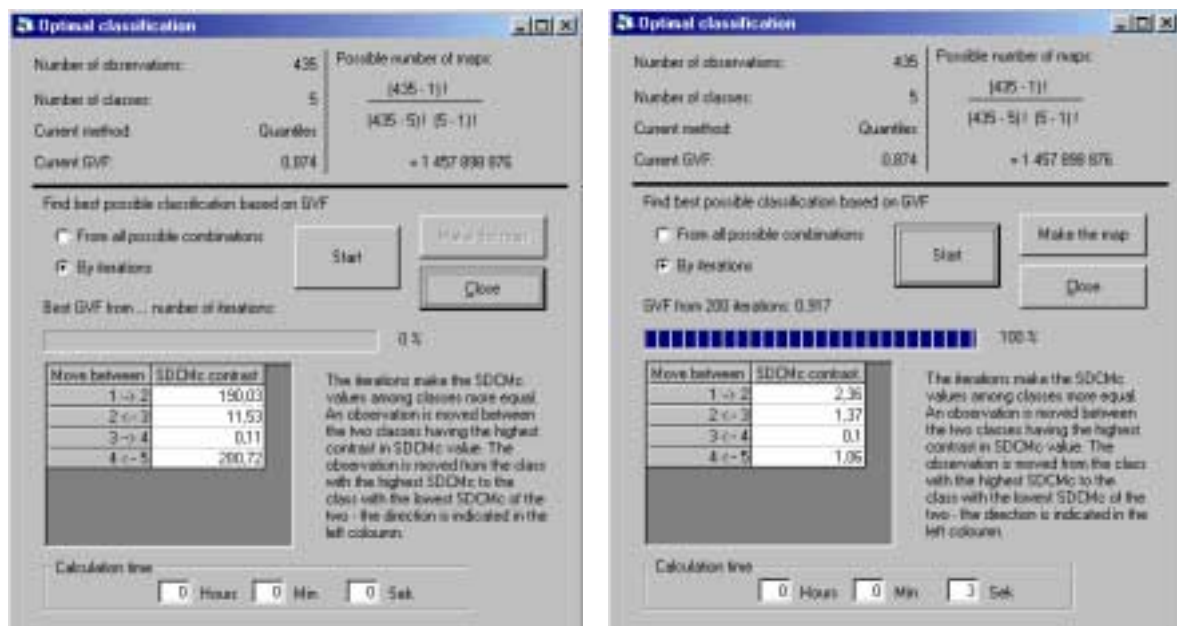 Optimal classification
Number of observations: 435
Number of classes: 5
Current method: Quantiles
Current GVF: 0,874
Possible number of maps:
(435 - 1)!
(435 - 5)! (5 - 1)!
= 1 457 898 876
Find best possible classification based on GVF
From all possible combinations
By iterations
Start
Make the map
Close
Best GVF from ... number of iterations:
0 %
Move between SDCMc contrast
1 -> 2 190,03
2 <- 3 11,53
3 -> 4 0,11
4 <- 5 200,72
The iterations make the SDCMc
values among classes more equal.
An observation is moved between
the two classes having the highest
contrast in SDCMc value. The
observation is moved from the class
with the highest SDCMc to the
class with the lowest SDCMc of the
two - the direction is indicated in the
left coloumn.
Calculation time
0 Hours 0 Min 0 Sek
Optimal classification
Number of observations: 435
Number of classes: 5
Current method: Quantiles
Current GVF: 0,874
Possible number of maps:
(435 - 1)!
(435 - 5)! (5 - 1)!
= 1 457 898 876
Find best possible classification based on GVF
From all possible combinations
By iterations
Start
Make the map
Close
GVF from 200 iterations: 0,917
100 %
Move between SDCMc contrast
1 -> 2 2,36
2 <- 3 1,37
3 <- 4 0,1
4 <- 5 1,06
The iterations make the SDCMc
values among classes more equal.
An observation is moved between
the two classes having the highest
contrast in SDCMc value. The
observation is moved from the class
with the highest SDCMc to the
class with the lowest SDCMc of the
two - the direction is indicated in the
left coloumn.
Calculation time
0 Hours 0 Min 3 Sek